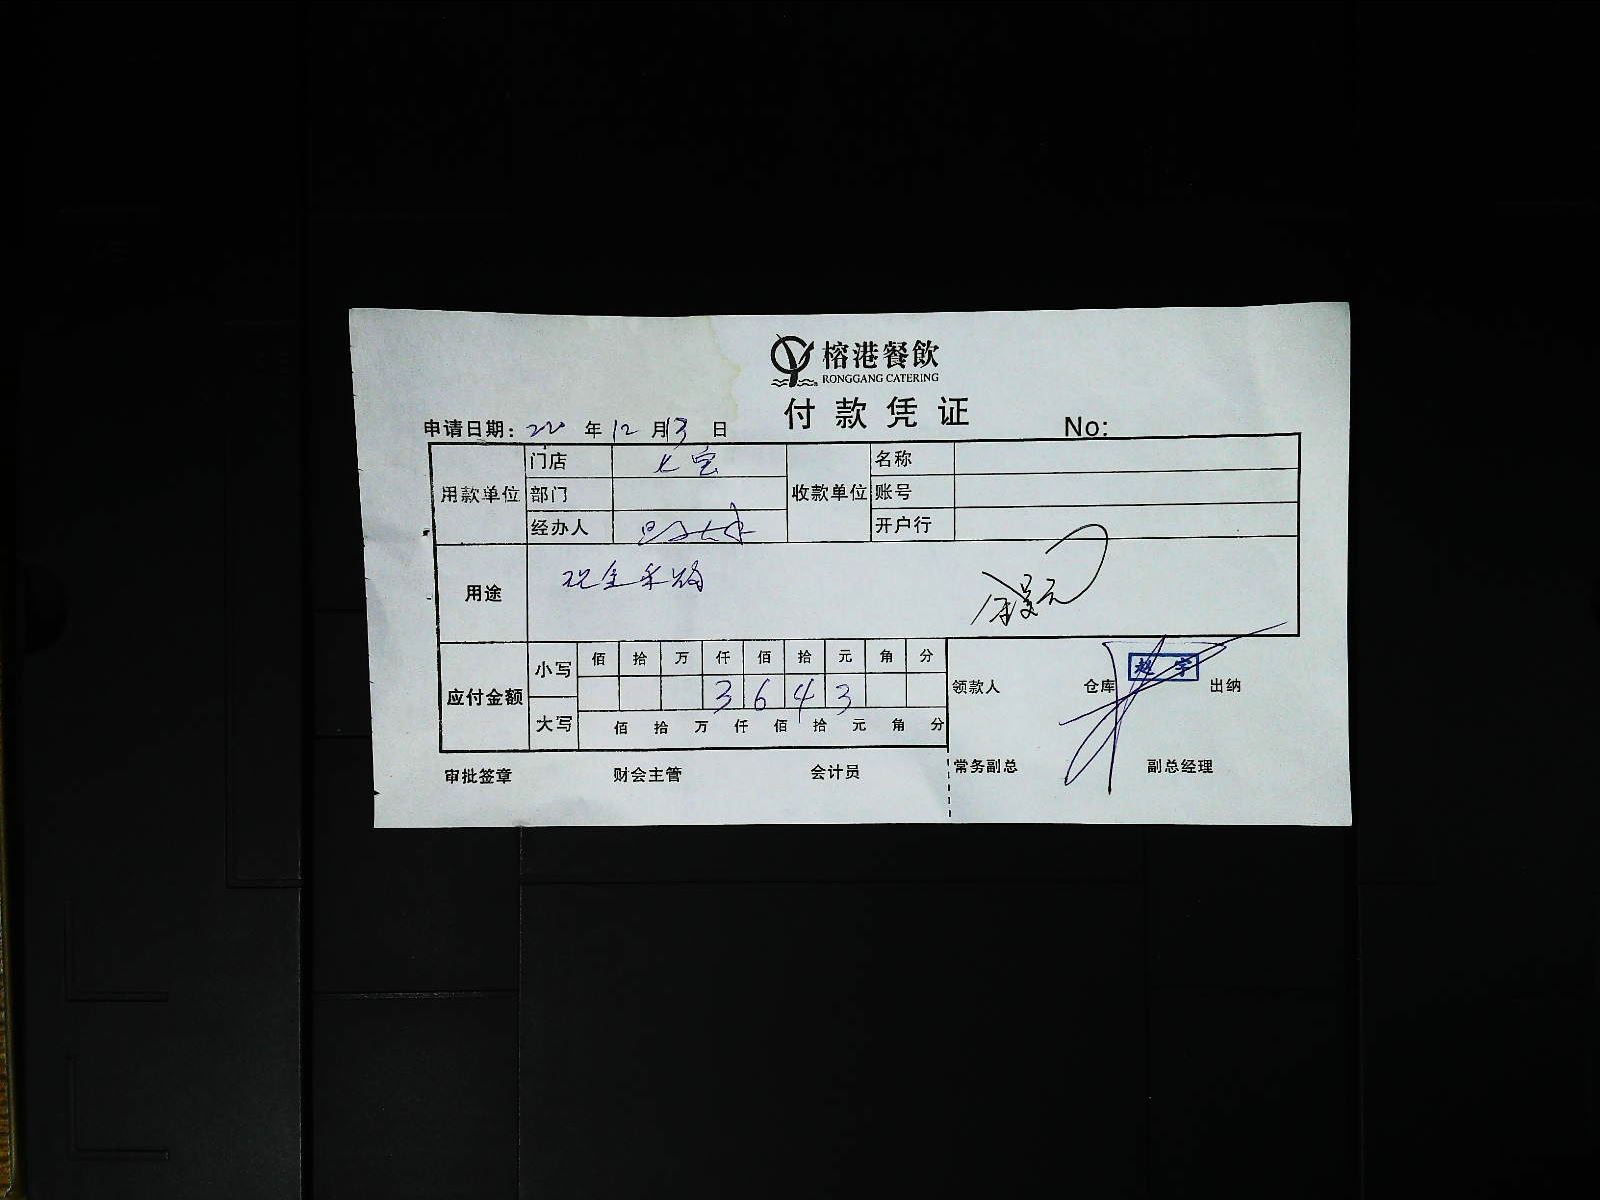 榕港餐飲
RONGGANG CATERING
付款凭证
申请日期: 22 年 12 月 13 日 No:
用款单位 门店 七宝 收款单位 名称
部门 账号
经办人 开户行
用途 现金采购
应付金额 小写 佰 拾 万 仟 佰 拾 元 角 分
3 6 4 3
大写 佰 拾 万 仟 佰 拾 元 角 分
领款人 仓库 赵宇 出纳
审批签章 财会主管 会计员 常务副总 副总经理